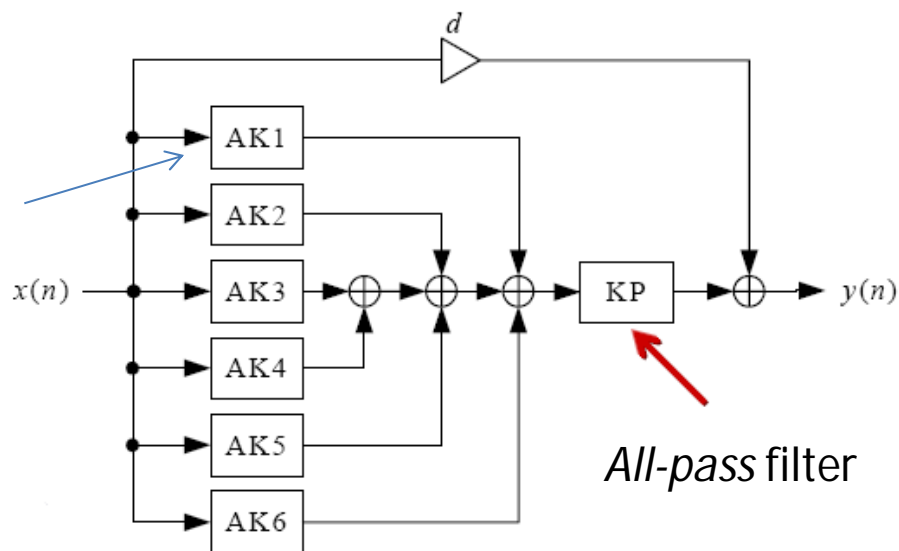 d
AK1
AK2
x(n)
AK3
KP
y(n)
AK4
AK5
All-pass filter
AK6